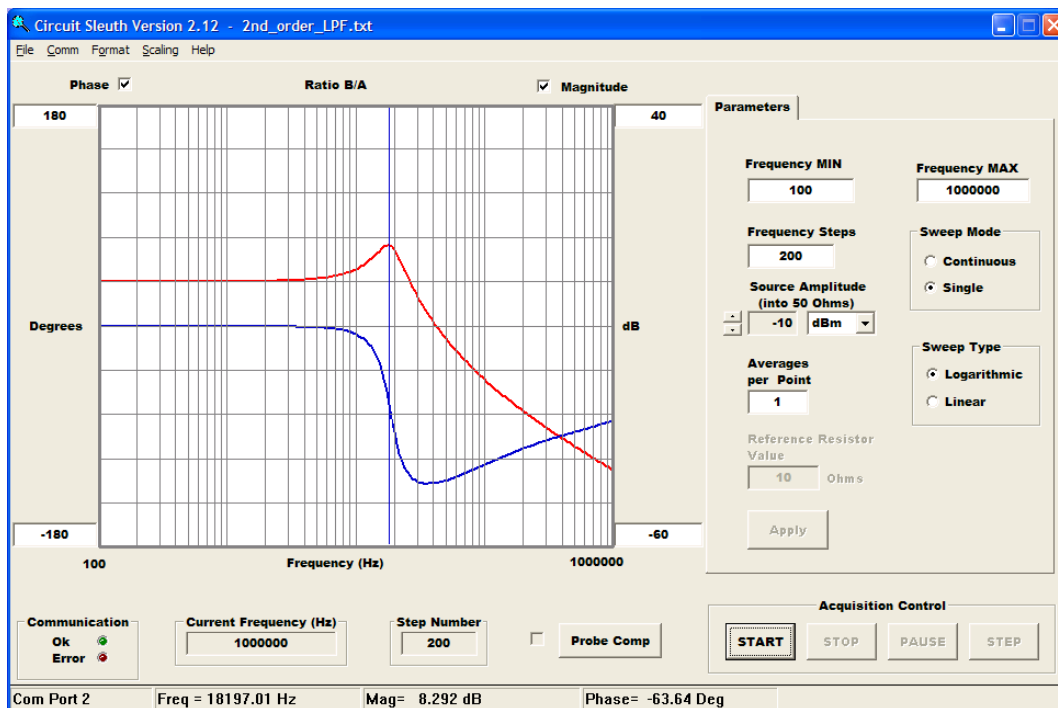 Circuit Sleuth Version 2.12 - 2nd_order_LPF.txt
File Comm Format Scaling Help
Phase Ratio B/A Magnitude
180 40
Degrees dB
-180 -60
100 Frequency (Hz) 1000000
Parameters
Frequency MIN Frequency MAX
100 1000000
Frequency Steps Sweep Mode
200 Continuous
Source Amplitude Single
(into 50 Ohms)
-10 dBm
Averages Sweep Type
per Point Logarithmic
1 Linear
Reference Resistor
Value
10 Ohms
Apply
Communication Current Frequency (Hz) Step Number
Ok 1000000 200 Probe Comp
Error
Acquisition Control
START STOP PAUSE STEP
Com Port 2 Freq = 18197.01 Hz Mag= 8.292 dB Phase= -63.64 Deg